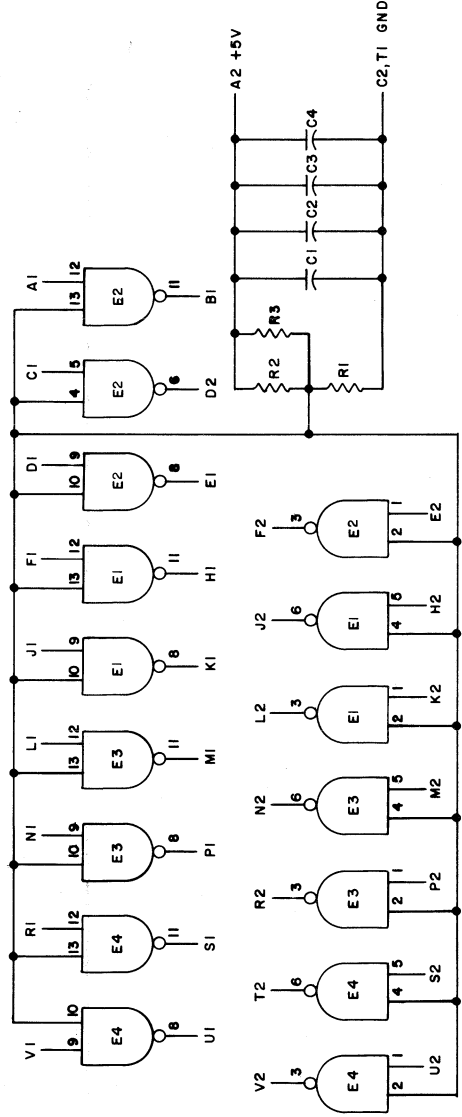 V1 R1 N1 L1 J1 F1 D1 C1 A1
9 10 13 12 10 9 13 12 10 9 13 12 10 9 4 5 13 12
E4 E4 E3 E3 E1 E1 E2 E2 E2
8 11 8 11 8 11 8 6 11
U1 S1 P1 M1 K1 H1 E1 D2 B1
A2 +5V
R2 R3
R1 C1 C2 C3 C4
C2,T1 GND
V2 T2 R2 N2 L2 J2 F2
3 6 3 6 3 6 3
E4 E4 E3 E3 E1 E1 E2
2 1 4 5 2 1 4 5 2 1 4 5 2 1
U2 S2 P2 M2 K2 H2 E2